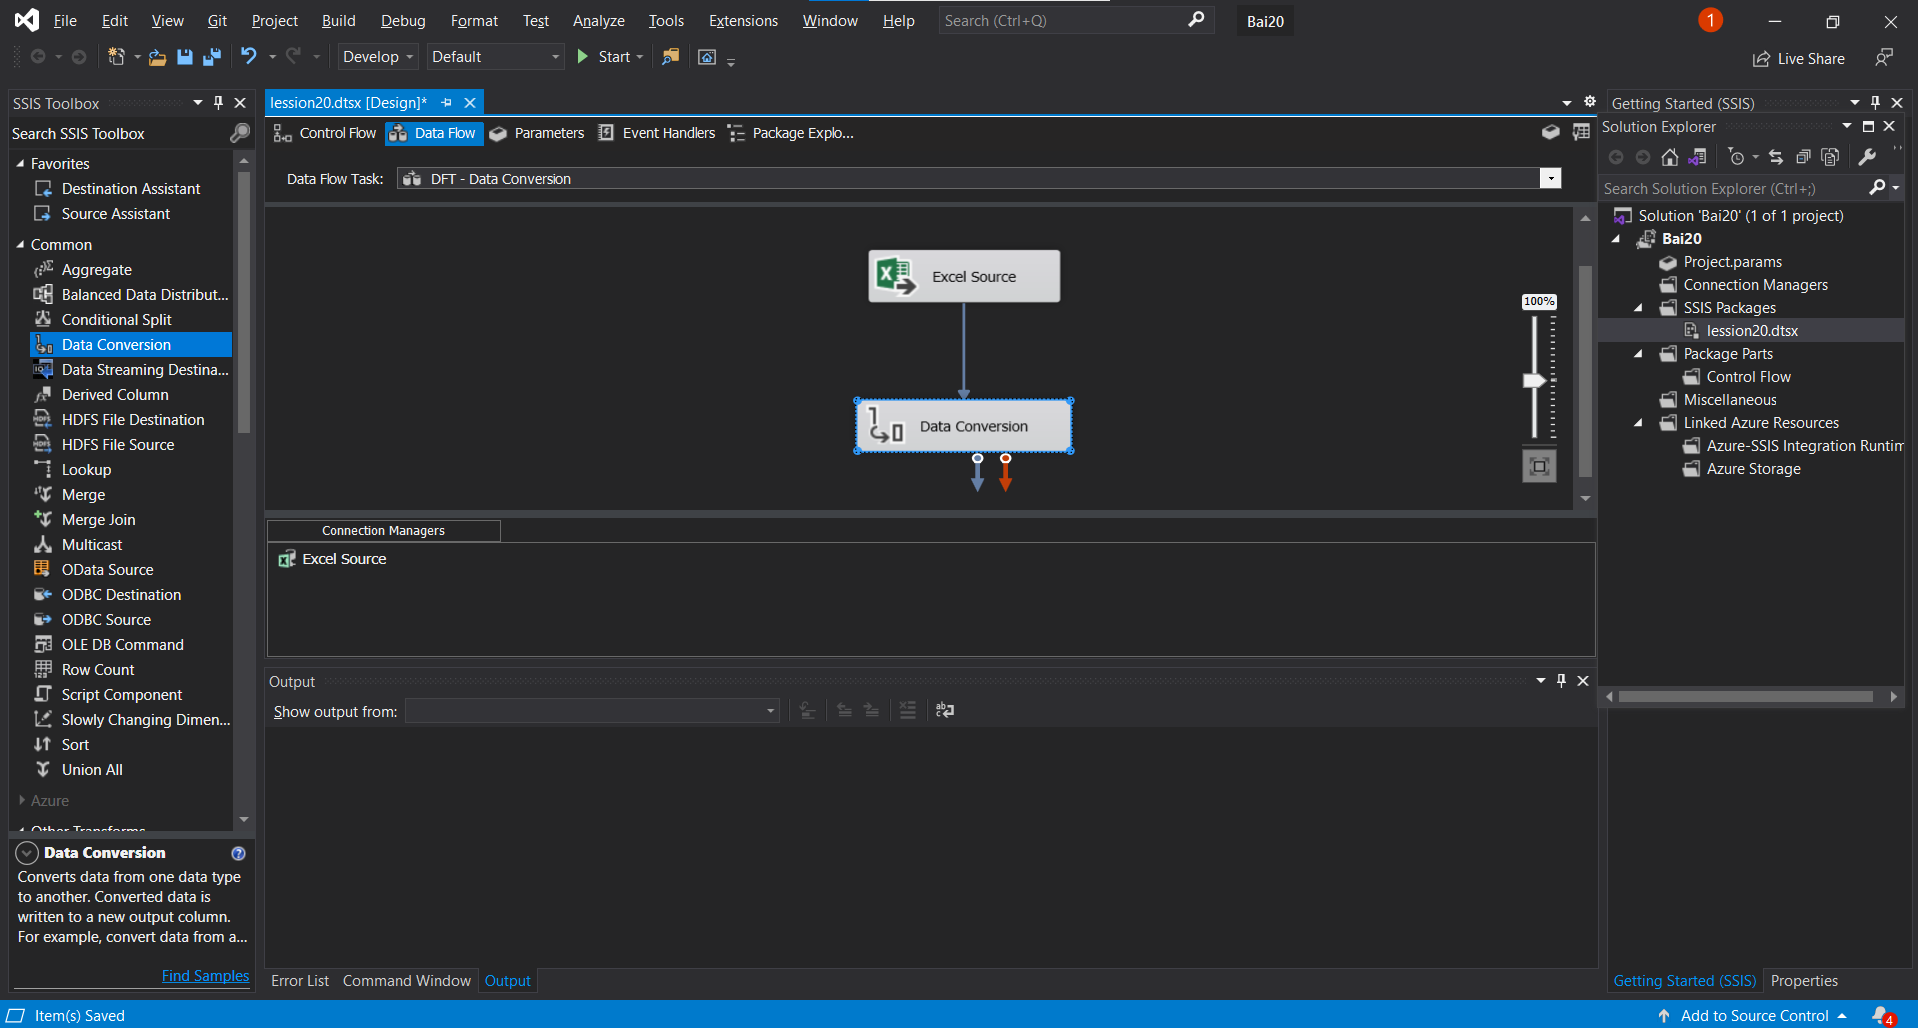 File Edit View Git Project Build Debug Format Test Analyze Tools Extensions Window Help Search (Ctrl+Q) Bai20 1
Develop Default Start Live Share
SSIS Toolbox
Search SSIS Toolbox
Favorites
Destination Assistant
Source Assistant
Common
Aggregate
Balanced Data Distribut...
Conditional Split
Data Conversion
Data Streaming Destina...
Derived Column
HDFS File Destination
HDFS File Source
Lookup
Merge
Merge Join
Multicast
OData Source
ODBC Destination
ODBC Source
OLE DB Command
Row Count
Script Component
Slowly Changing Dimen...
Sort
Union All
Azure
Other Transforms
Data Conversion
Converts data from one data type
to another. Converted data is
written to a new output column.
For example, convert data from a...
Find Samples
lession20.dtsx [Design]*
Control Flow Data Flow Parameters Event Handlers Package Explo...
Data Flow Task: DFT - Data Conversion
Excel Source
Data Conversion
100%
Connection Managers
Excel Source
Output
Show output from:
Error List Command Window Output
Getting Started (SSIS)
Solution Explorer
Search Solution Explorer (Ctrl+;)
Solution 'Bai20' (1 of 1 project)
Bai20
Project.params
Connection Managers
SSIS Packages
lession20.dtsx
Package Parts
Control Flow
Miscellaneous
Linked Azure Resources
Azure-SSIS Integration Runtim
Azure Storage
Getting Started (SSIS) Properties
Item(s) Saved Add to Source Control 4